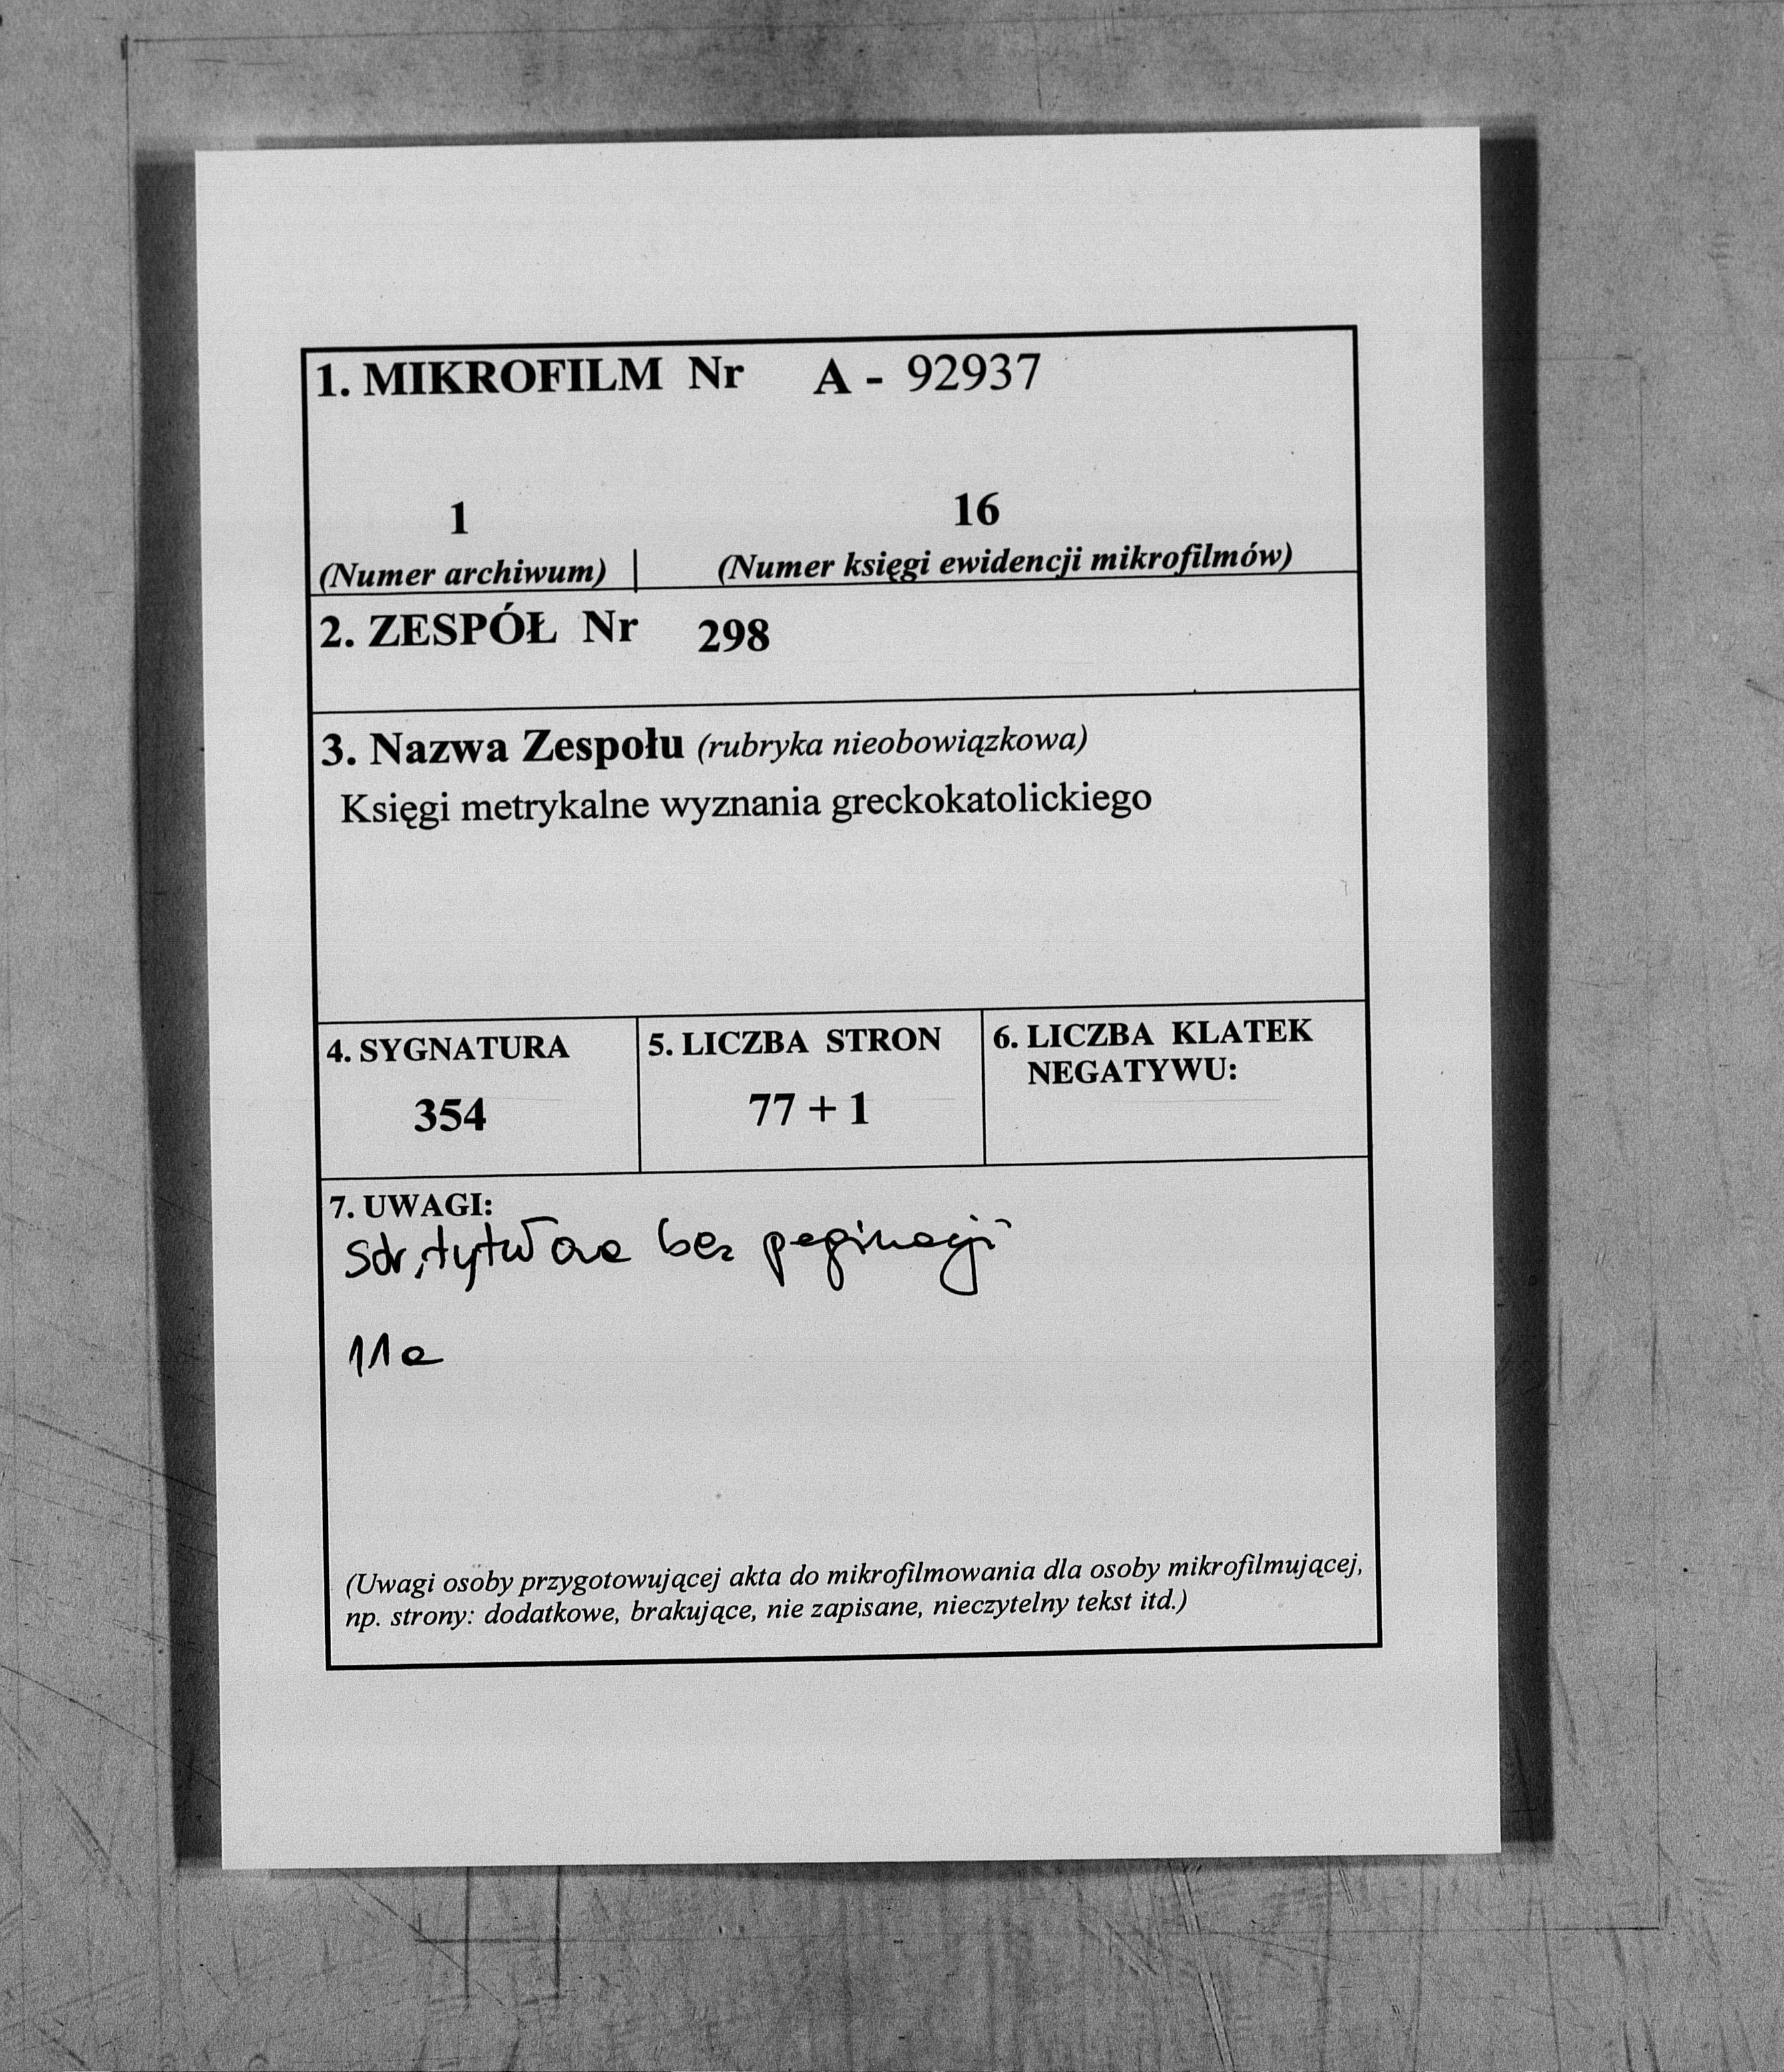 1. MIKROFILM Nr A - 92937
1 16
(Numer archiwum) | (Numer księgi ewidencji mikrofilmów)
2. ZESPÓŁ Nr 298
3. Nazwa Zespołu (rubryka nieobowiązkowa)
Księgi metrykalne wyznania greckokatolickiego
4. SYGNATURA
354
5. LICZBA STRON
77 + 1
6. LICZBA KLATEK
NEGATYWU:
7. UWAGI:
str. tytułowa bez paginacji
11a
(Uwagi osoby przygotowującej akta do mikrofilmowania dla osoby mikrofilmującej,
np. strony: dodatkowe, brakujące, nie zapisane, nieczytelny tekst itd.)